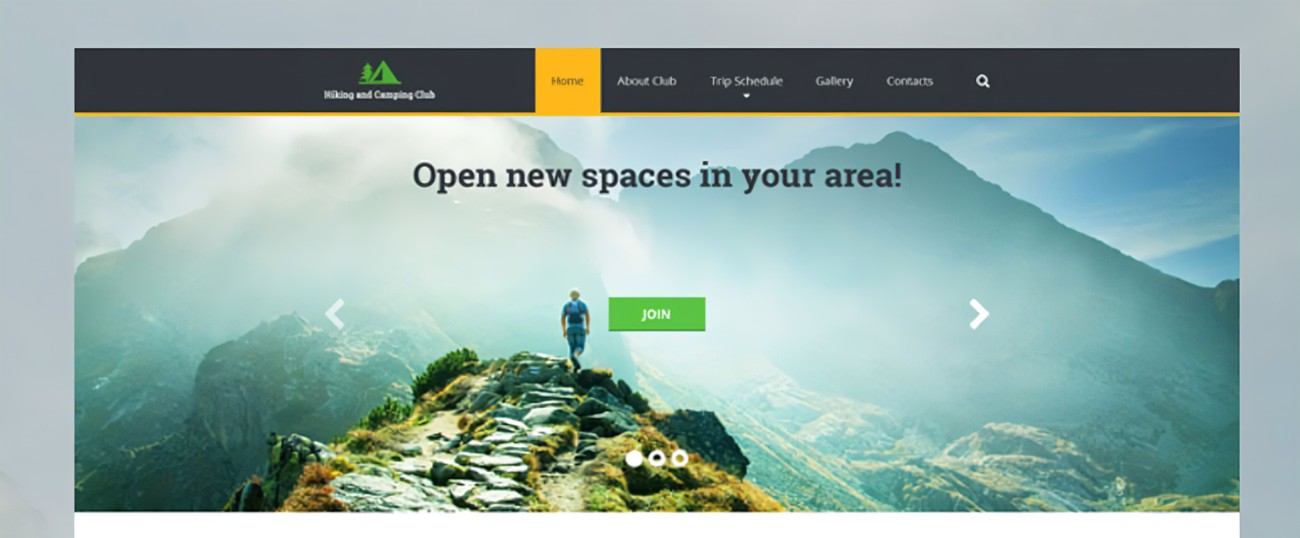 Hiking and Camping Club
Home About Club Trip Schedule Gallery Contacts
Open new spaces in your area!
JOIN